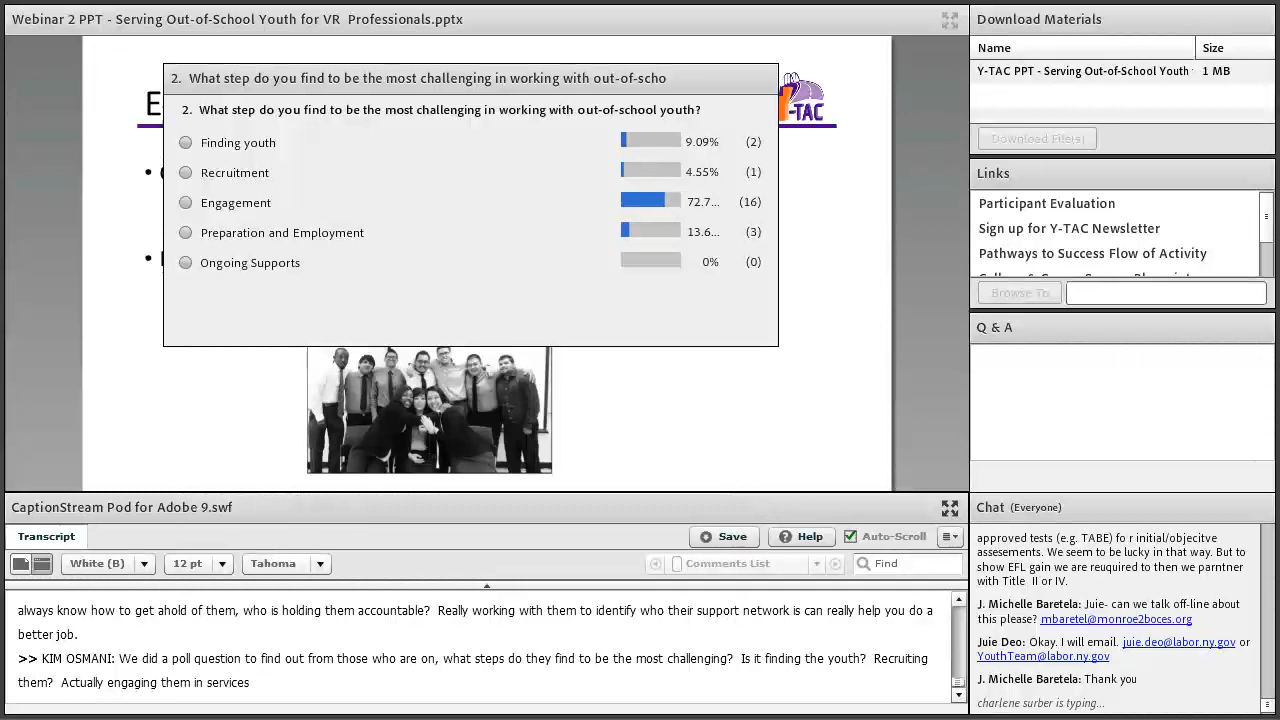 Webinar 2 PPT - Serving Out-of-School Youth for VR Professionals.pptx
2. What step do you find to be the most challenging in working with out-of-scho
2. What step do you find to be the most challenging in working with out-of-school youth?
Finding youth 9.09% (2)
Recruitment 4.55% (1)
Engagement 72.7... (16)
Preparation and Employment 13.6... (3)
Ongoing Supports 0% (0)
-TAC
CaptionStream Pod for Adobe 9.swf
Transcript
Save
Help
Auto-Scroll
White (B)
12 pt
Tahoma
Comments List
Find
always know how to get ahold of them, who is holding them accountable? Really working with them to identify who their support network is can really help you do a
better job.
>> KIM OSMANI: We did a poll question to find out from those who are on, what steps do they find to be the most challenging? Is it finding the youth? Recruiting
them? Actually engaging them in services
Download Materials
Name Size
Y-TAC PPT - Serving Out-of-School Youth 1 MB
Download File(s)
Links
Participant Evaluation
Sign up for Y-TAC Newsletter
Pathways to Success Flow of Activity
Browse To
Q & A
Chat (Everyone)
approved tests (e.g. TABE) fo r initial/objecitve
assesements. We seem to be lucky in that way. But to
show EFL gain we are reuquired to then we parntner
with Title II or IV.
J. Michelle Baretela: Juie- can we talk off-line about
this please? mbaretel@monroe2boces.org
Juie Deo: Okay. I will email. juie.deo@labor.ny.gov or
YouthTeam@labor.ny.gov
J. Michelle Baretela: Thank you
charlene surber is typing...